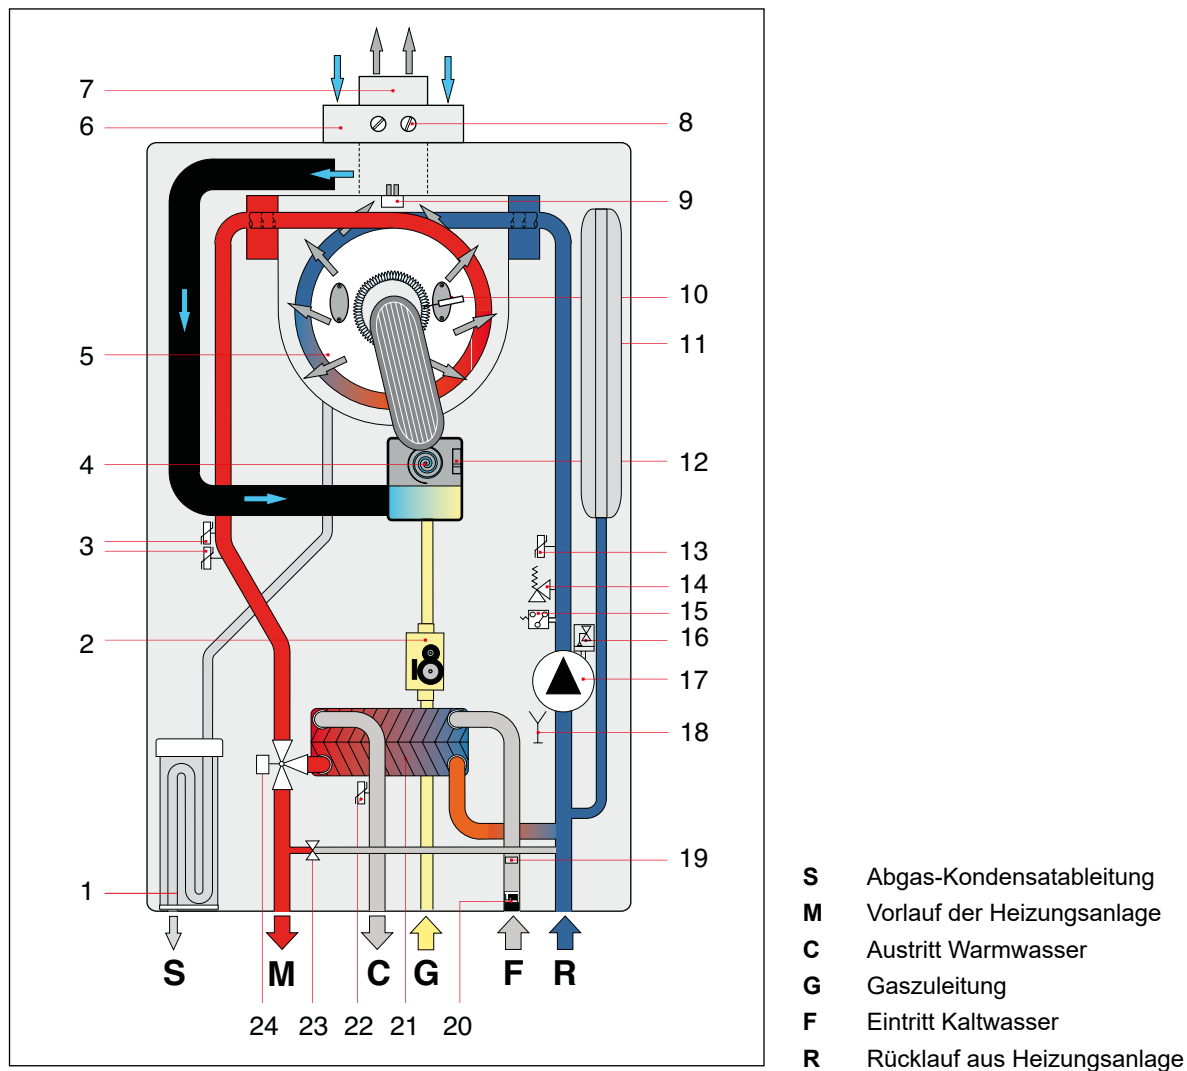 7
6
8
9
10
11
5
4
12
3
13
14
15
2
16
17
18
19
1
20
S M C G F R
24 23 22 21 20
S Abgas-Kondensatableitung
M Vorlauf der Heizungsanlage
C Austritt Warmwasser
G Gaszuleitung
F Eintritt Kaltwasser
R Rücklauf aus Heizungsanlage